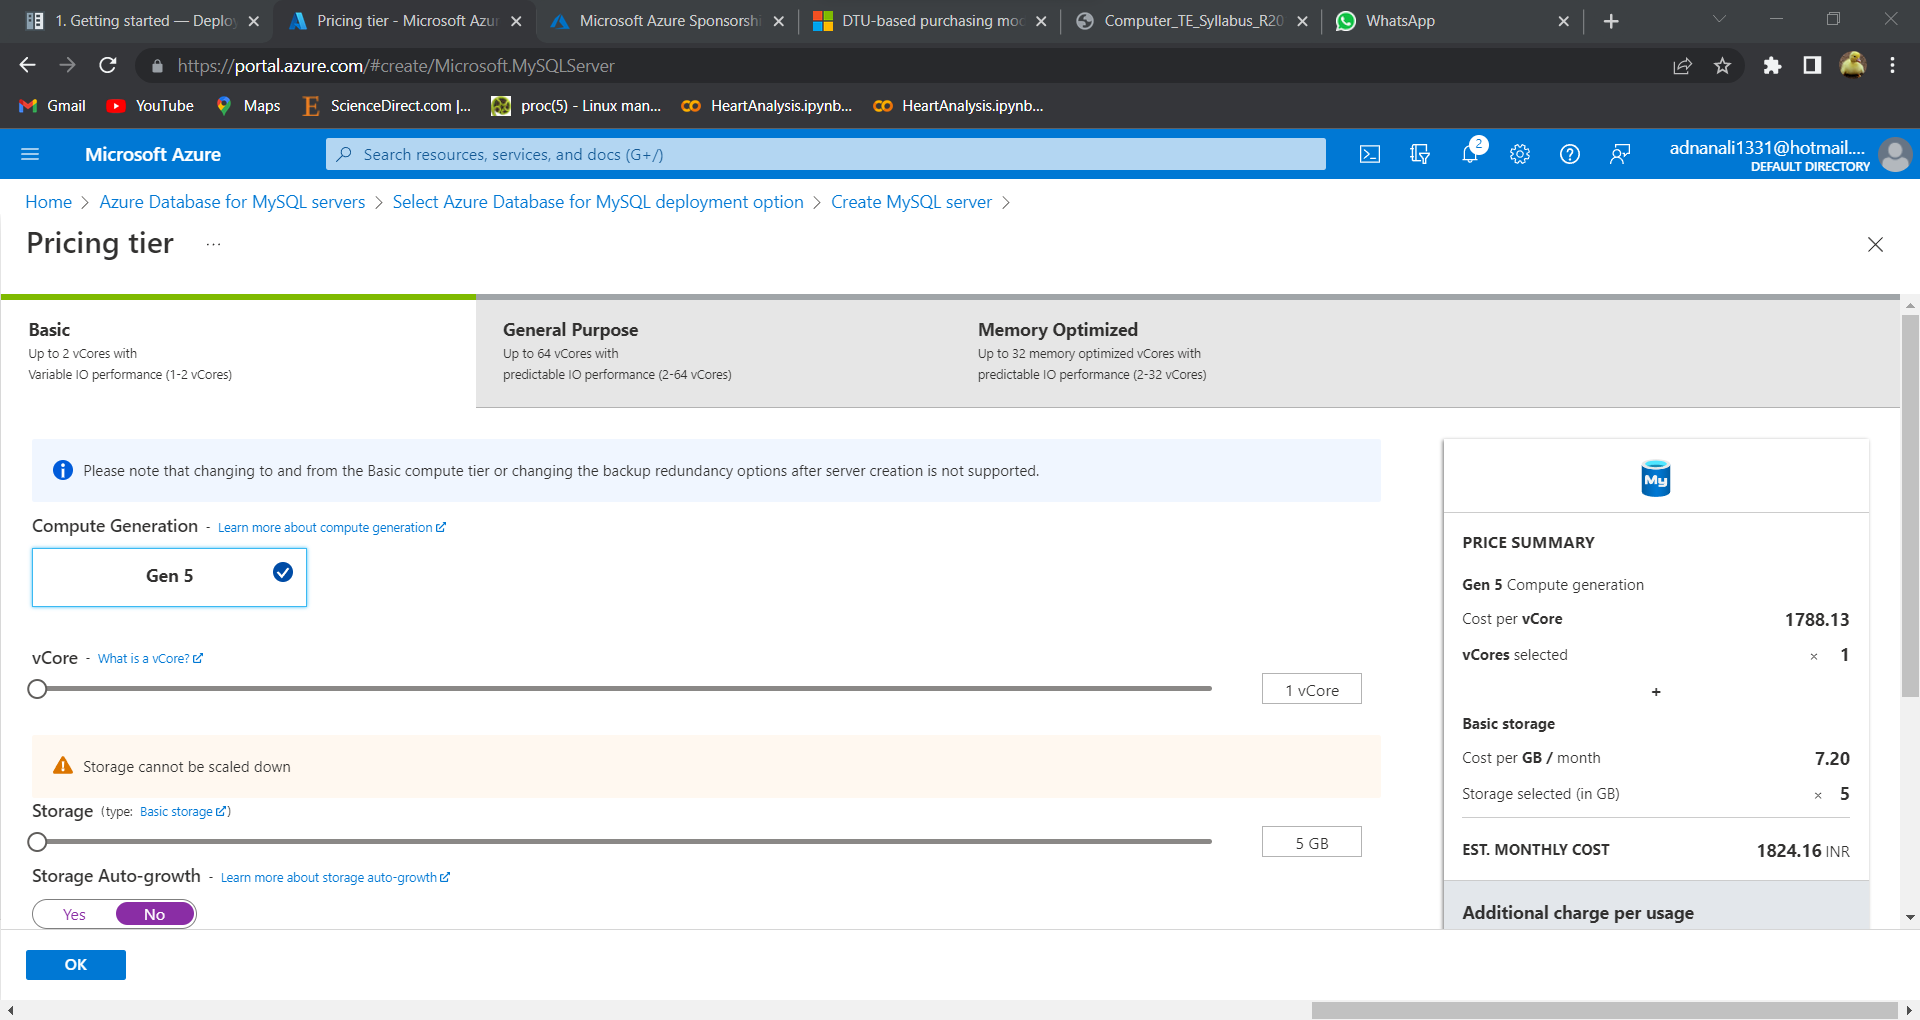 1. Getting started — Deploy
Pricing tier - Microsoft Azur
Microsoft Azure Sponsorshi
DTU-based purchasing mod
Computer_TE_Syllabus_R20
WhatsApp
https://portal.azure.com/#create/Microsoft.MySQLServer
Gmail
YouTube
Maps
ScienceDirect.com |...
proc(5) - Linux man...
HeartAnalysis.ipynb...
HeartAnalysis.ipynb...
Microsoft Azure
Search resources, services, and docs (G+/)
2
adnanali1331@hotmail....
DEFAULT DIRECTORY
Home > Azure Database for MySQL servers > Select Azure Database for MySQL deployment option > Create MySQL server >
Pricing tier ...
Basic
Up to 2 vCores with
Variable IO performance (1-2 vCores)
General Purpose
Up to 64 vCores with
predictable IO performance (2-64 vCores)
Memory Optimized
Up to 32 memory optimized vCores with
predictable IO performance (2-32 vCores)
Please note that changing to and from the Basic compute tier or changing the backup redundancy options after server creation is not supported.
Compute Generation - Learn more about compute generation
Gen 5
vCore - What is a vCore?
1 vCore
Storage cannot be scaled down
Storage (type: Basic storage)
5 GB
Storage Auto-growth - Learn more about storage auto-growth
Yes No
OK
My
PRICE SUMMARY
Gen 5 Compute generation
Cost per vCore 1788.13
vCores selected × 1
+
Basic storage
Cost per GB / month 7.20
Storage selected (in GB) × 5
EST. MONTHLY COST 1824.16 INR
Additional charge per usage